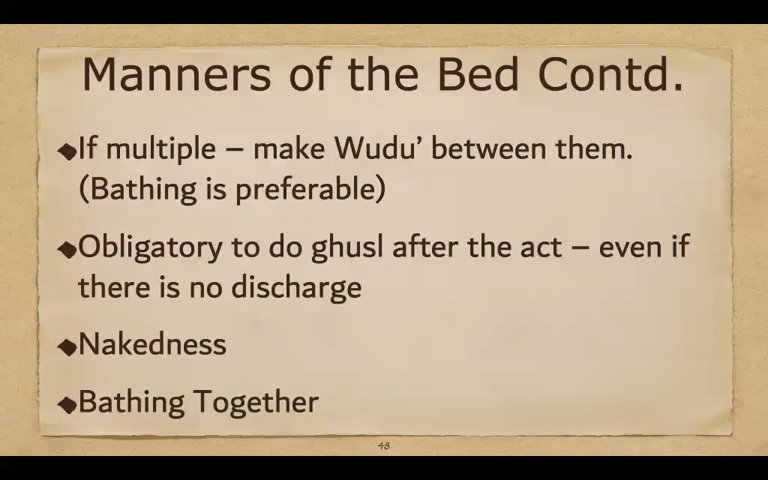 Manners of the Bed Contd.
If multiple – make Wudu’ between them.
(Bathing is preferable)
Obligatory to do ghusl after the act – even if
there is no discharge
Nakedness
Bathing Together
48